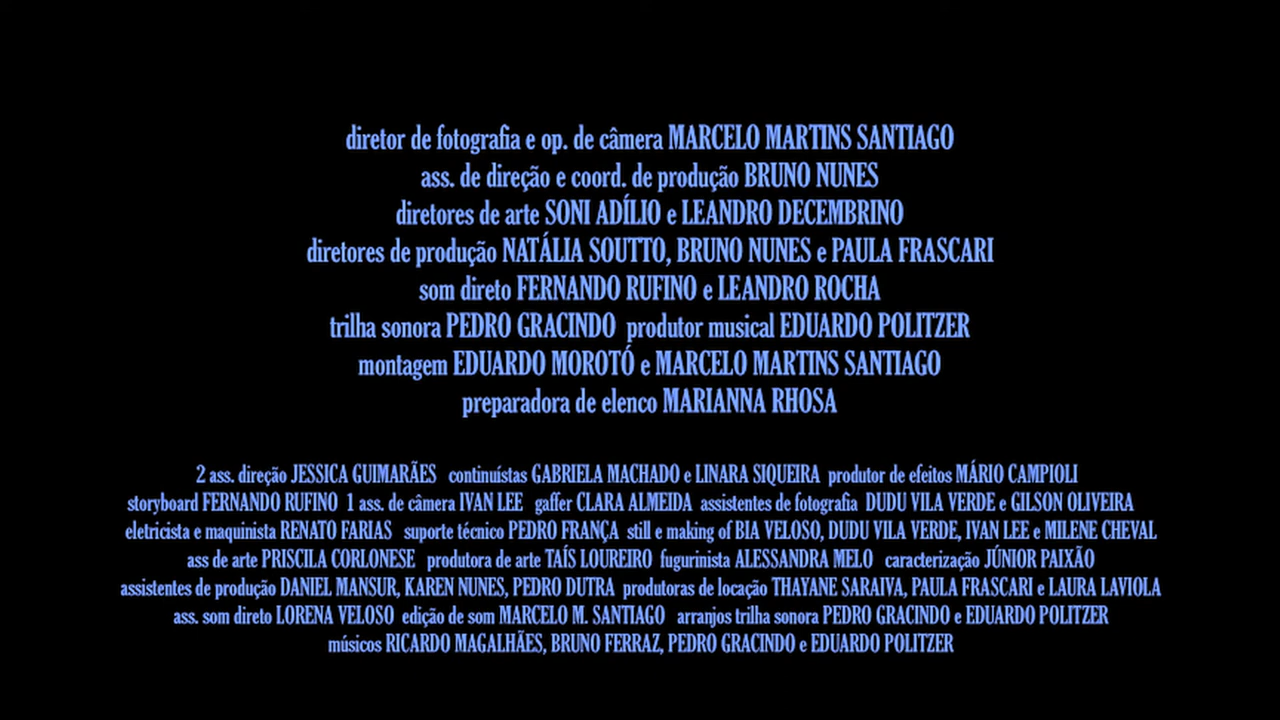 diretor de fotografia e op. de câmera MARCELO MARTINS SANTIAGO
ass. de direção e coord. de produção BRUNO NUNES
diretores de arte SONI ADÍLIO e LEANDRO DECEMBRINO
diretores de produção NATÁLIA SOUTTO, BRUNO NUNES e PAULA FRASCARI
som direto FERNANDO RUFINO e LEANDRO ROCHA
trilha sonora PEDRO GRACINDO produtor musical EDUARDO POLITZER
montagem EDUARDO MOROTÓ e MARCELO MARTINS SANTIAGO
preparadora de elenco MARIANNA RHOSA
2 ass. direção JESSICA GUIMARÃES continuístas GABRIELA MACHADO e LINARA SIQUEIRA produtor de efeitos MÁRIO CAMPIOLI
storyboard FERNANDO RUFINO 1 ass. de câmera IVAN LEE gaffer CLARA ALMEIDA assistentes de fotografia DUDU VILA VERDE e GILSON OLIVEIRA
eletricista e maquinista RENATO FARIAS suporte técnico PEDRO FRANÇA still e making of BIA VELOSO, DUDU VILA VERDE, IVAN LEE e MILENE CHEVAL
ass de arte PRISCILA CORLONESE produtora de arte TAÍS LOUREIRO fugurinista ALESSANDRA MELO caracterização JÚNIOR PAIXÃO
assistentes de produção DANIEL MANSUR, KAREN NUNES, PEDRO DUTRA produtoras de locação THAYANE SARAIVA, PAULA FRASCARI e LAURA LAVIOLA
ass. som direto LORENA VELOSO edição de som MARCELO M. SANTIAGO arranjos trilha sonora PEDRO GRACINDO e EDUARDO POLITZER
músicos RICARDO MAGALHÃES, BRUNO FERRAZ, PEDRO GRACINDO e EDUARDO POLITZER